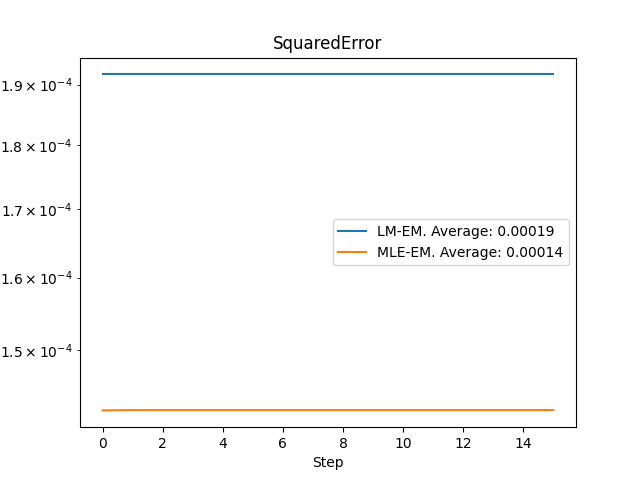 SquaredError
1.9 × 10⁻⁴
1.8 × 10⁻⁴
1.7 × 10⁻⁴
1.6 × 10⁻⁴
1.5 × 10⁻⁴
LM-EM. Average: 0.00019
MLE-EM. Average: 0.00014
0 2 4 6 8 10 12 14
Step